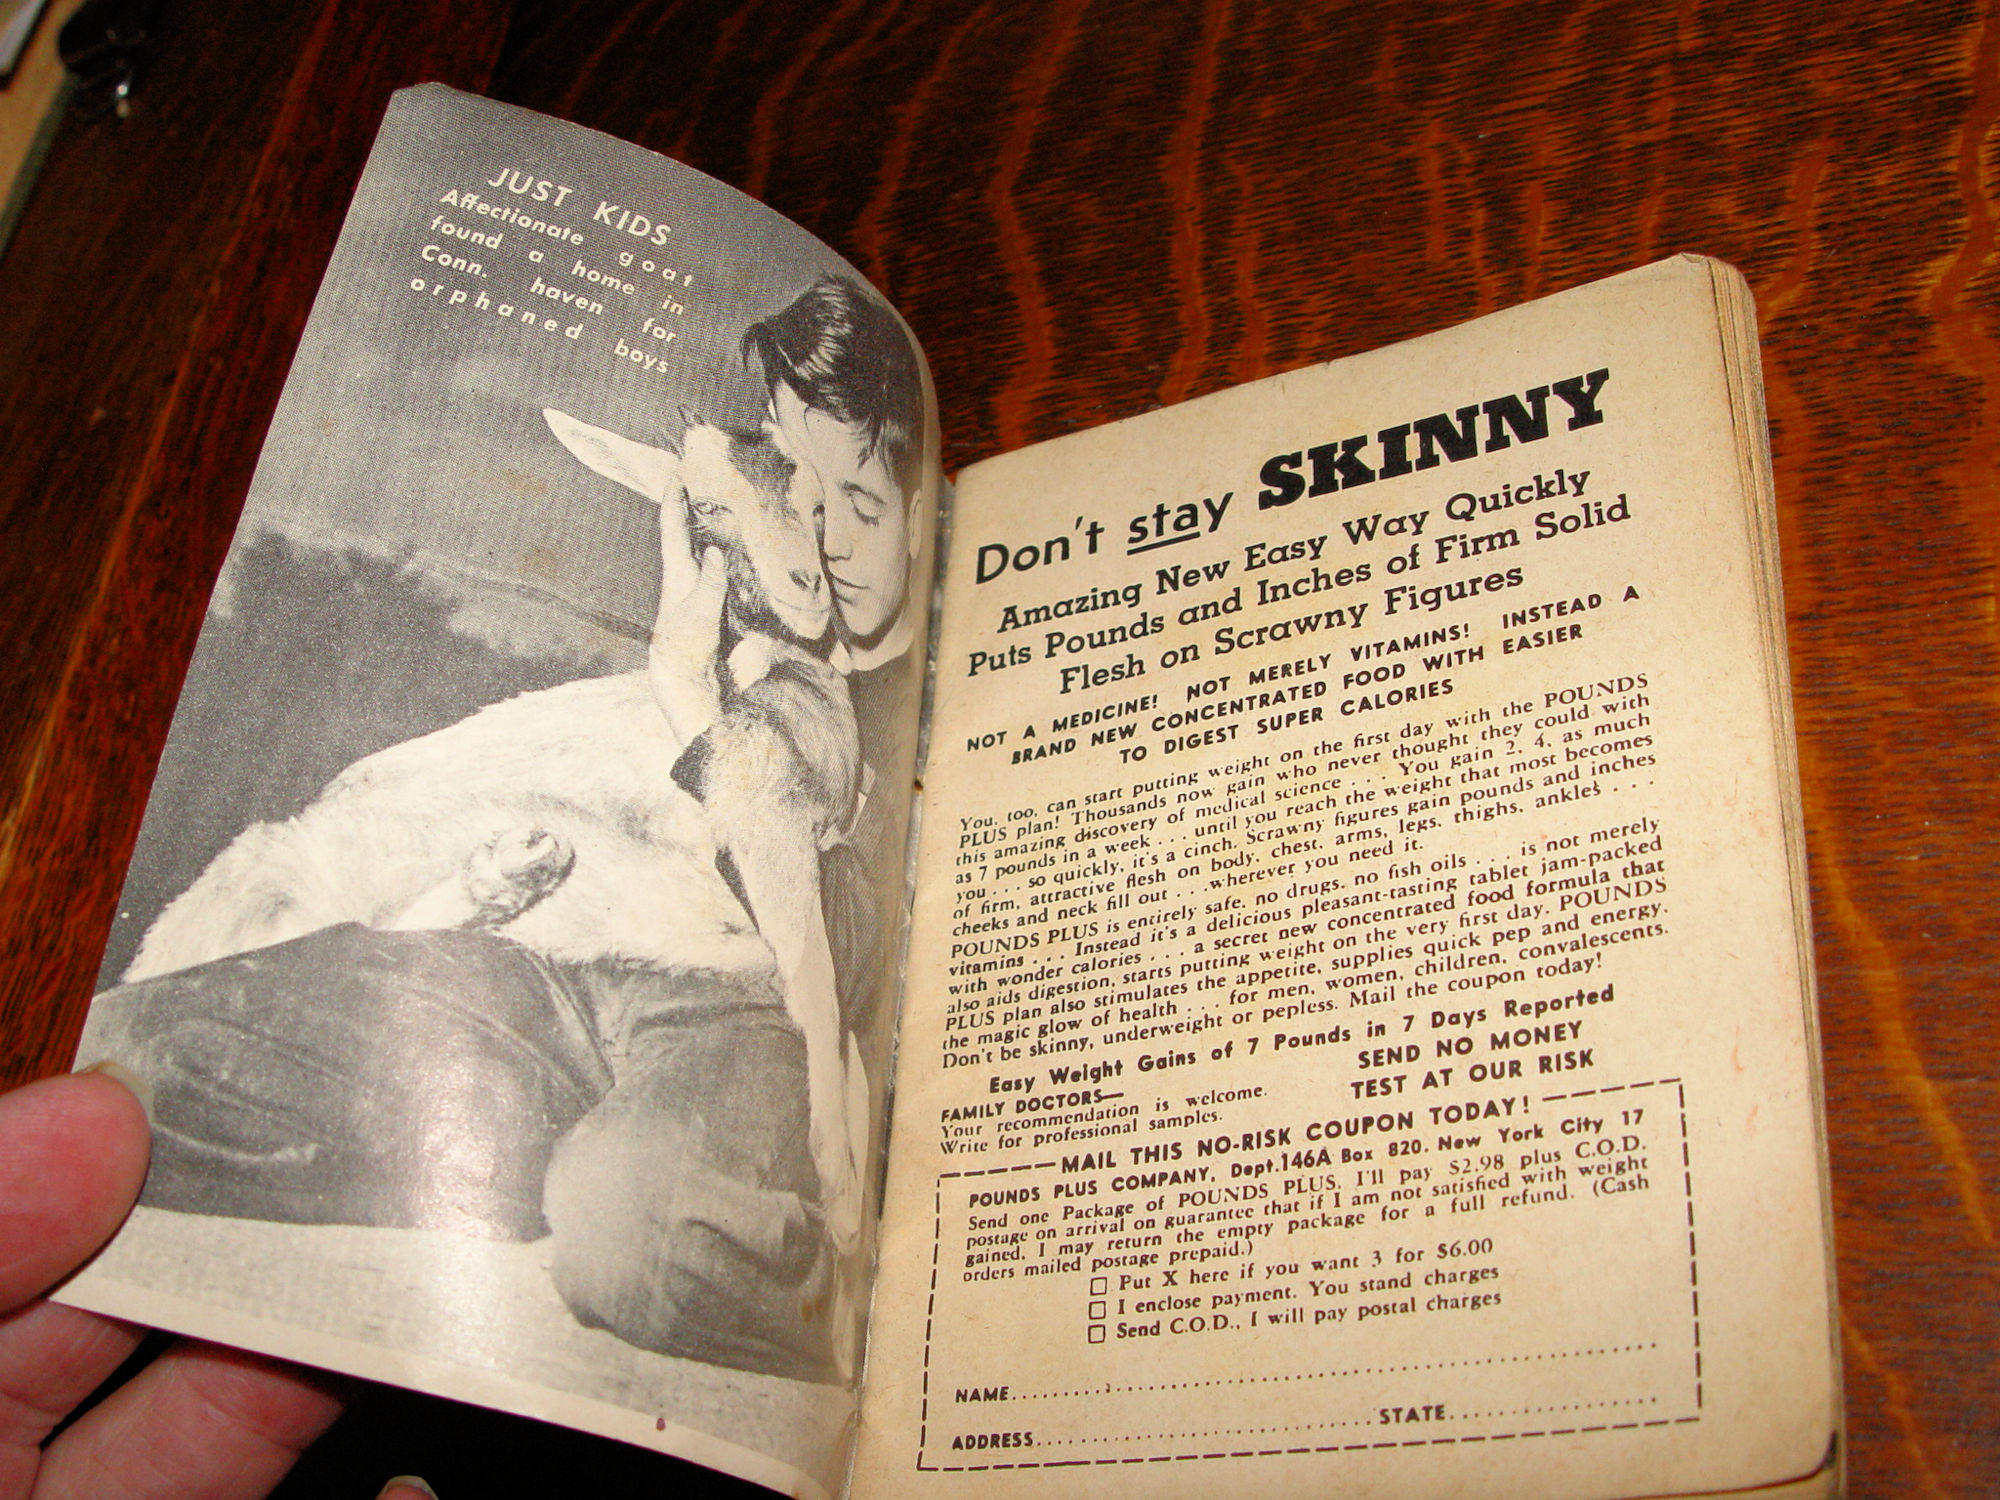 JUST KIDS
Affectionate goat
found a home in
Conn. haven for
orphaned boys
Don't stay SKINNY
Amazing New Easy Way Quickly
Puts Pounds and Inches of Firm Solid
Flesh on Scrawny Figures
NOT A MEDICINE! NOT MERELY VITAMINS! INSTEAD A
BRAND NEW CONCENTRATED FOOD WITH EASIER
TO DIGEST SUPER CALORIES
You, too, can start putting weight on the first day with the POUNDS
PLUS plan! Thousands now gain who never thought they could with
this amazing discovery of medical science . . . You gain 2, 4, as much
as 7 pounds in a week . . . until you reach the weight that most becomes
you . . . so quickly, it's a cinch. Scrawny figures gain pounds and inches
of firm, attractive flesh on body, chest, arms, legs, thighs, ankles . . .
cheeks and neck fill out . . . wherever you need it.
POUNDS PLUS is entirely safe, no drugs, no fish oils . . . is not merely
vitamins . . . Instead it's a delicious pleasant-tasting tablet jam-packed
with wonder calories . . . a secret new concentrated food formula that
also aids digestion, starts putting weight on the very first day. POUNDS
PLUS plan also stimulates the appetite, supplies quick pep and energy,
the magic glow of health . . . for men, women, children, convalescents.
Don't be skinny, underweight or pepless. Mail the coupon today!
Easy Weight Gains of 7 Pounds in 7 Days Reported
FAMILY DOCTORS—
Your recommendation is welcome.
Write for professional samples.
SEND NO MONEY
TEST AT OUR RISK
MAIL THIS NO-RISK COUPON TODAY!
POUNDS PLUS COMPANY, Dept.146A Box 820, New York City 17
Send one Package of POUNDS PLUS. I'll pay $2.98 plus C.O.D.
postage on arrival on guarantee that if I am not satisfied with weight
gained, I may return the empty package for a full refund. (Cash
orders mailed postage prepaid.)
□ Put X here if you want 3 for $6.00
□ I enclose payment. You stand charges
□ Send C.O.D., I will pay postal charges
NAME
ADDRESS STATE